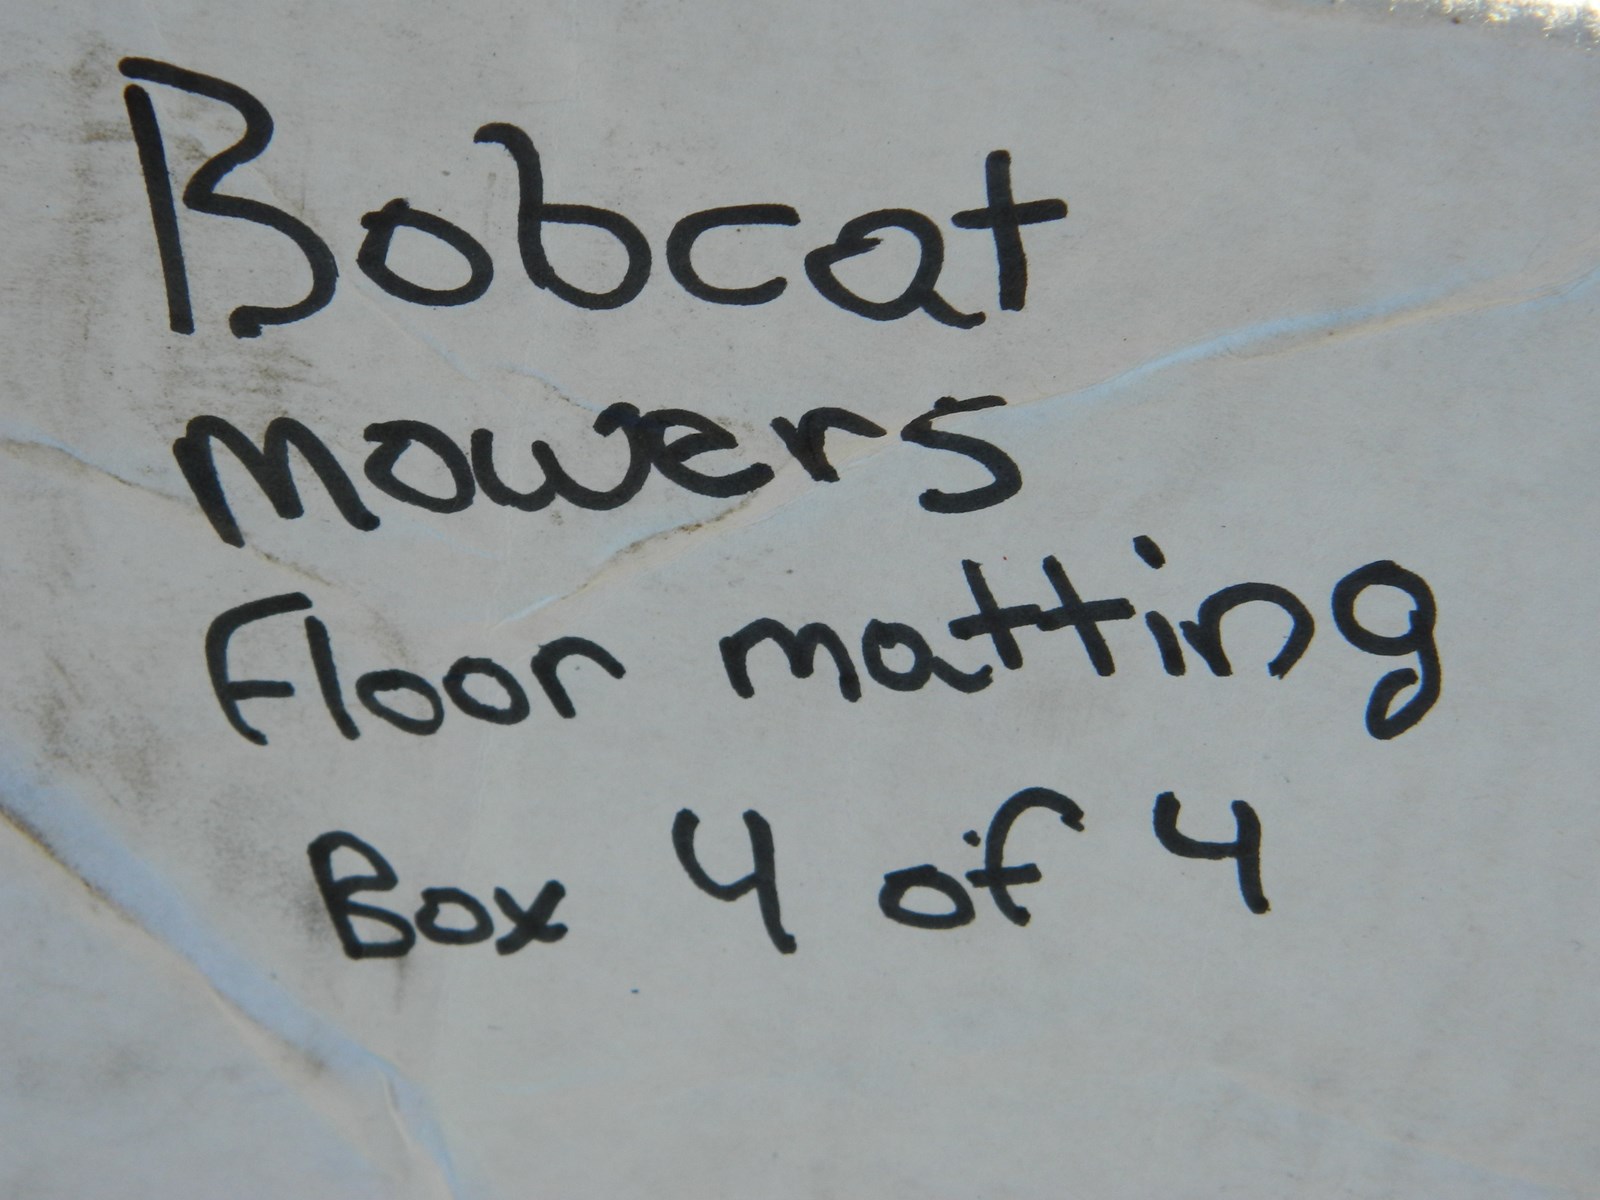 Bobcat
mowers
Floor matting
Box 4 of 4